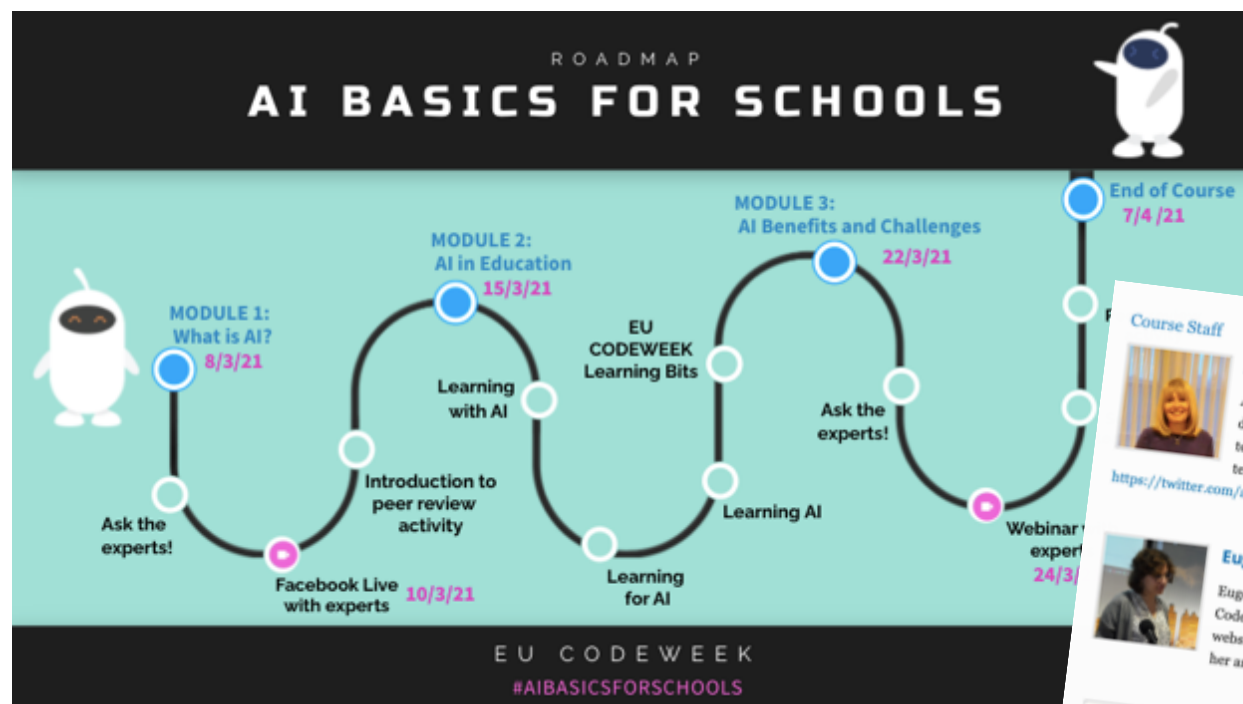 ROADMAP
AI BASICS FOR SCHOOLS
MODULE 1:
What is AI?
8/3/21
Ask the
experts!
Facebook Live
with experts
10/3/21
Introduction to
peer review
activity
MODULE 2:
AI in Education
15/3/21
Learning
with AI
Learning
for AI
Learning AI
EU
CODEWEEK
Learning Bits
MODULE 3:
AI Benefits and Challenges
22/3/21
Ask the
experts!
Webinar
24/3/
End of Course
7/4 /21
Course Staff
https://twitter.com/
EU CODEWEEK
#AIBASICSFORSCHOOLS